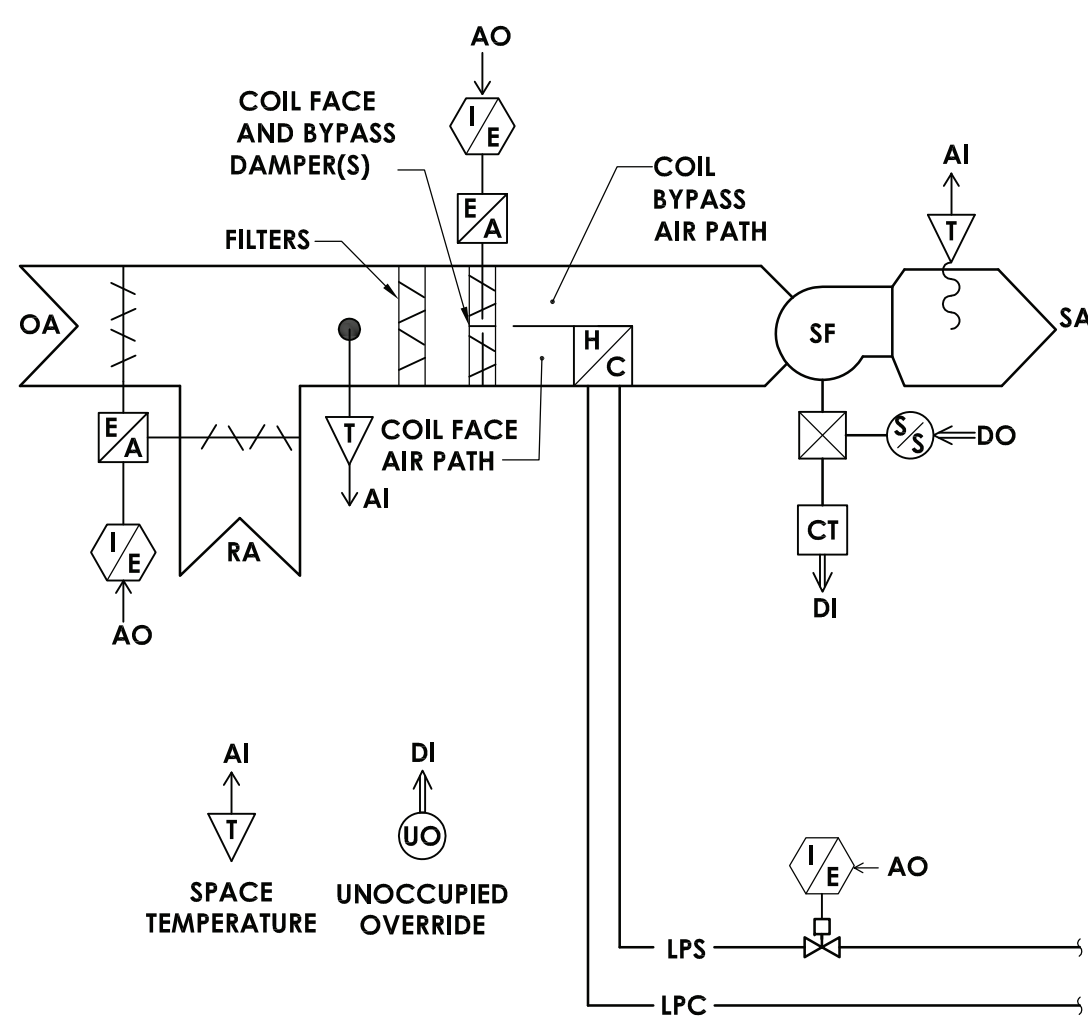 AO
I/E
COIL FACE
AND BYPASS
DAMPER(S)
E/A
COIL
BYPASS
AIR PATH
AI
T
FILTERS
OA
SF
SA
H/C
E/A
T
COIL FACE
AIR PATH
AI
S/S
DO
I/E
RA
CT
AO
DI
AI
T
SPACE
TEMPERATURE
DI
UO
UNOCCUPIED
OVERRIDE
I/E
AO
LPS
LPC